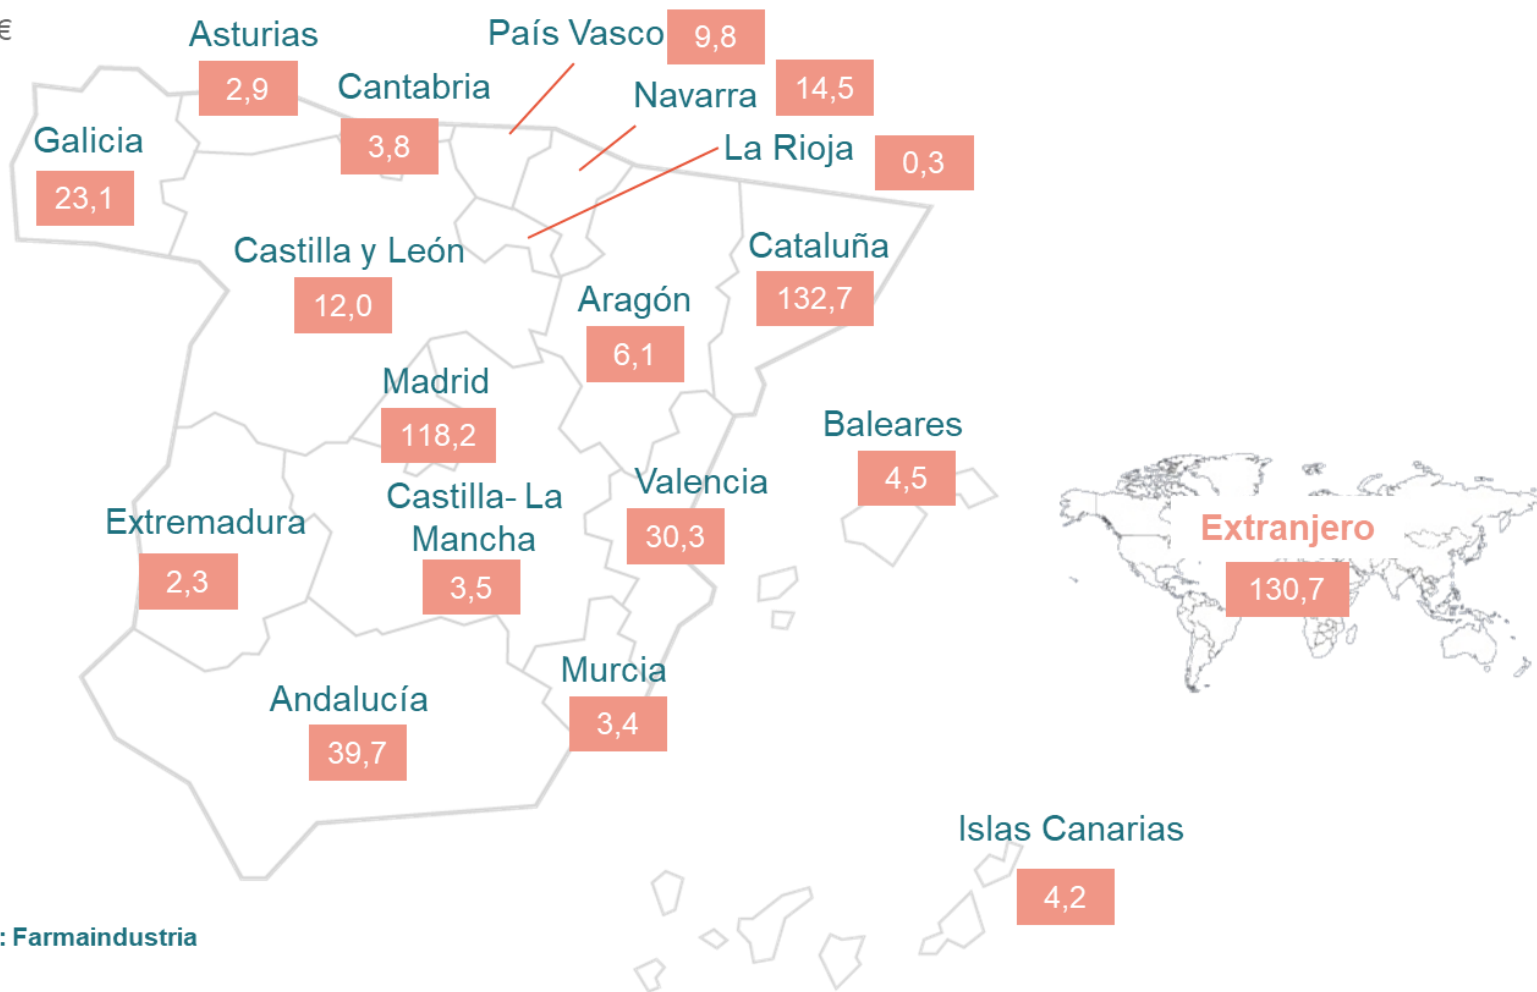 €
Asturias
2,9
País Vasco
9,8
Cantabria
3,8
Navarra
14,5
La Rioja
0,3
Galicia
23,1
Castilla y León
12,0
Cataluña
132,7
Aragón
6,1
Madrid
118,2
Baleares
4,5
Valencia
30,3
Castilla- La
Mancha
3,5
Extremadura
2,3
Extranjero
130,7
Murcia
3,4
Andalucía
39,7
Islas Canarias
4,2
: Farmaindustria